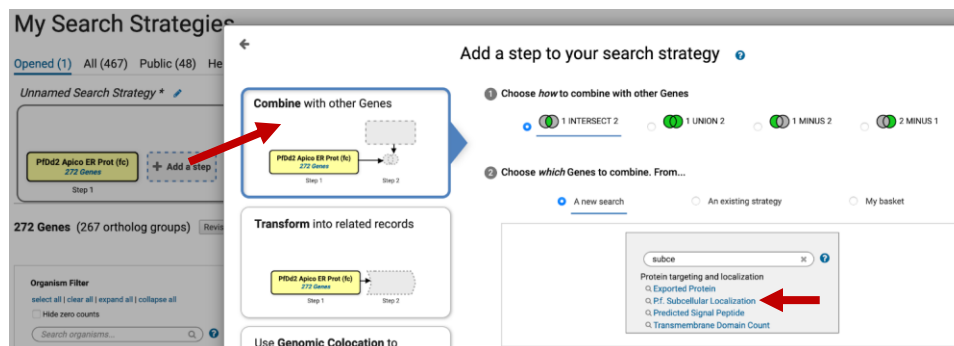 My Search Strategies
Opened (1) All (467) Public (48) He
Unnamed Search Strategy *
PfDd2 Apico ER Prot (fc)
272 Genes
+ Add a step
Step 1
272 Genes (267 ortholog groups) Revis
Organism Filter
select all | clear all | expand all | collapse all
Hide zero counts
Search organisms...
?
Add a step to your search strategy ?
Combine with other Genes
PfDd2 Apico ER Prot (fc)
272 Genes
Step 1 Step 2
Transform into related records
PfDd2 Apico ER Prot (fc)
272 Genes
Step 1 Step 2
Use Genomic Colocation to
1 Choose how to combine with other Genes
1 INTERSECT 2 1 UNION 2 1 MINUS 2 2 MINUS 1
2 Choose which Genes to combine. From...
A new search An existing strategy My basket
subce × ?
Protein targeting and localization
Exported Protein
P.f. Subcellular Localization
Predicted Signal Peptide
Transmembrane Domain Count